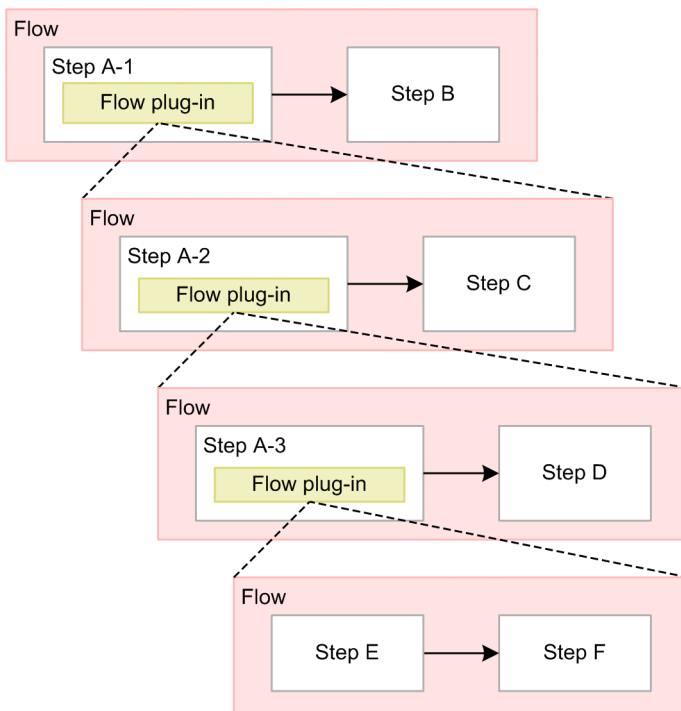 Flow
Step A-1
Flow plug-in
Step B
Flow
Step A-2
Flow plug-in
Step C
Flow
Step A-3
Flow plug-in
Step D
Flow
Step E
Step F